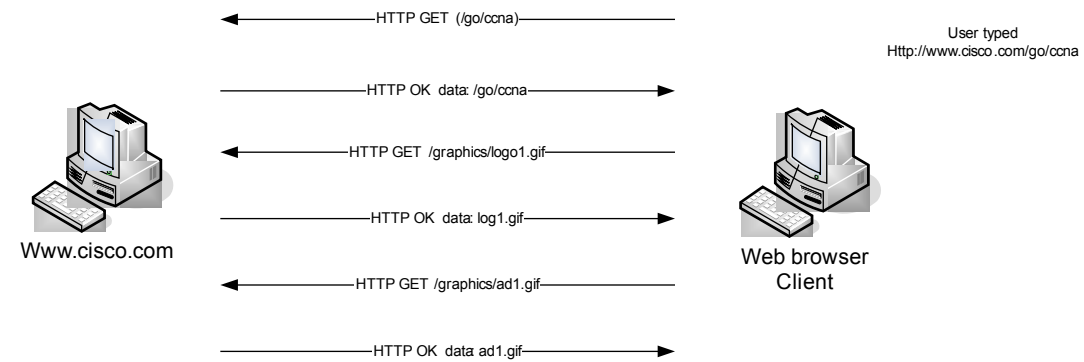 HTTP GET (/go/ccna)
User typed
Http://www.cisco.com/go/ccna
HTTP OK data: /go/ccna
HTTP GET /graphics/logo1.gif
HTTP OK data: log1.gif
Www.cisco.com
Web browser
Client
HTTP GET /graphics/ad1.gif
HTTP OK data ad1.gif